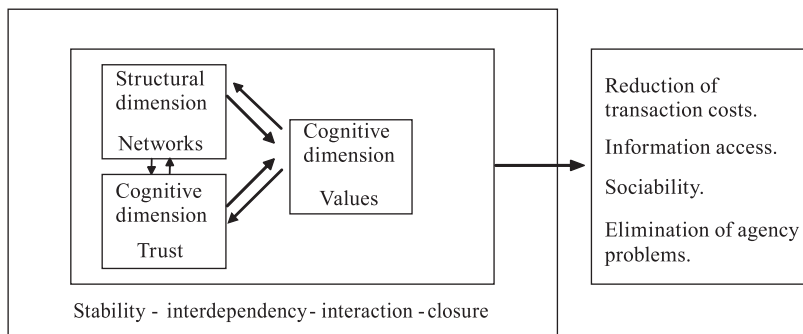 Structural
dimension
Networks
Cognitive
dimension
Trust
Cognitive
dimension
Values
Stability - interdependency - interaction - closure
Reduction of
transaction costs.
Information access.
Sociability.
Elimination of agency
problems.